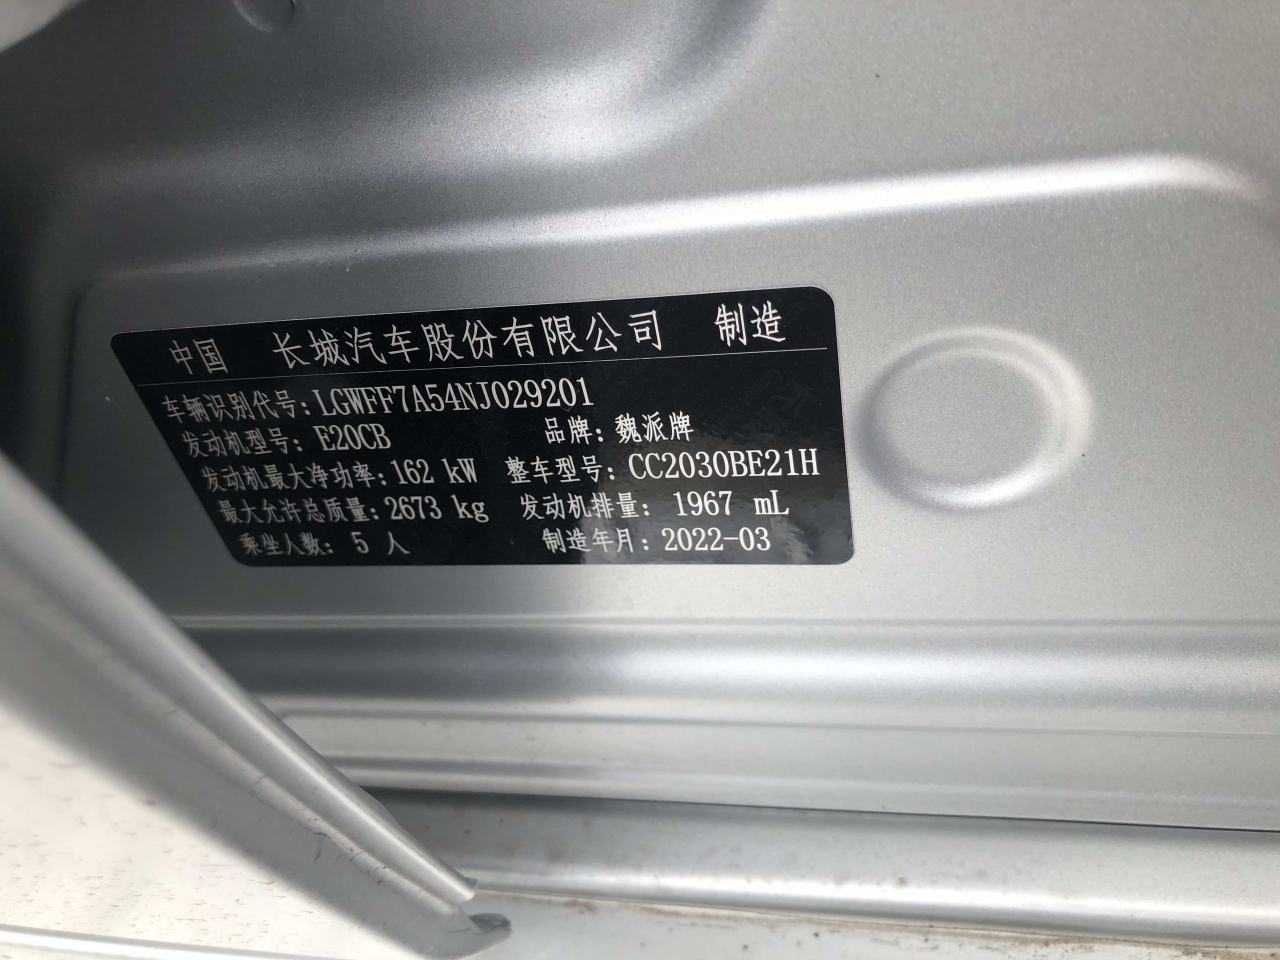 中国 长城汽车股份有限公司 制造
车辆识别代号：LGWFF7A54NJ029201
发动机型号：E20CB 品牌：魏派牌
发动机最大净功率：162 kW 整车型号：CC2030BE21H
最大允许总质量：2673 kg 发动机排量：1967 mL
乘坐人数：5 人 制造年月：2022-03